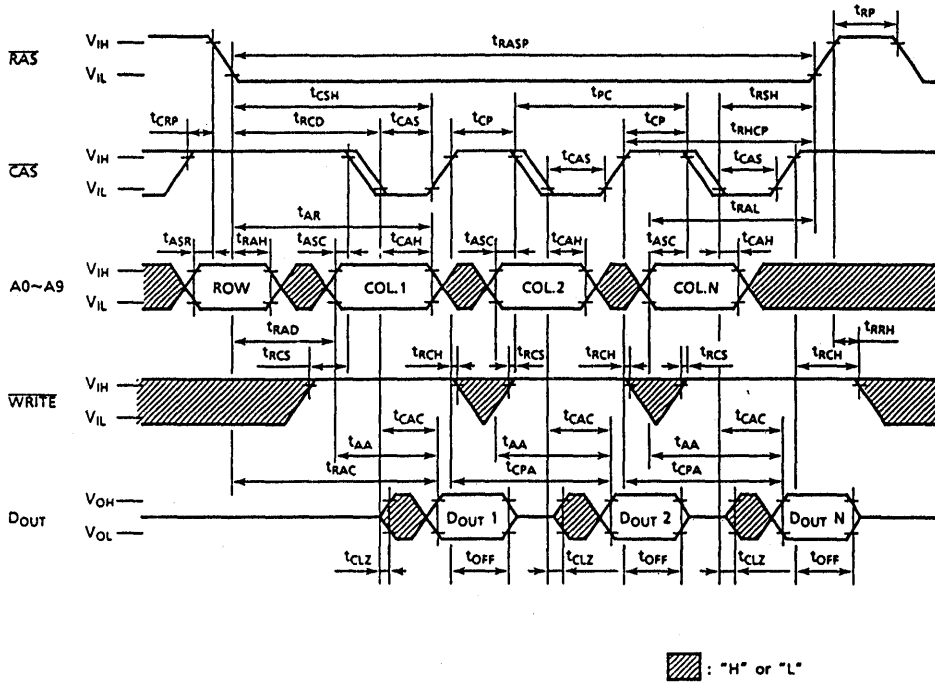 tRP
VIH
RAS
tRASP
VIL
tCSH
tPC
tRSH
tCRP
tRCD
tCAS
tCP
tCP
tRHCP
VIH
CAS
tCAS
tCAS
VIL
tAR
tRAL
tASR
tRAH
tASC
tCAH
tASC
tCAH
tASC
tCAH
VIH
A0~A9
ROW
COL.1
COL.2
COL.N
VIL
tRAD
tRRH
tRCS
tRCH
tRCS
tRCH
tRCS
tRCH
VIH
WRITE
VIL
tCAC
tCAC
tCAC
tAA
tAA
tAA
tRAC
tCPA
tCPA
VOH
DOUT
DOUT 1
DOUT 2
DOUT N
VOL
tCLZ
tOFF
tCLZ
tOFF
tCLZ
tOFF
: "H" or "L"